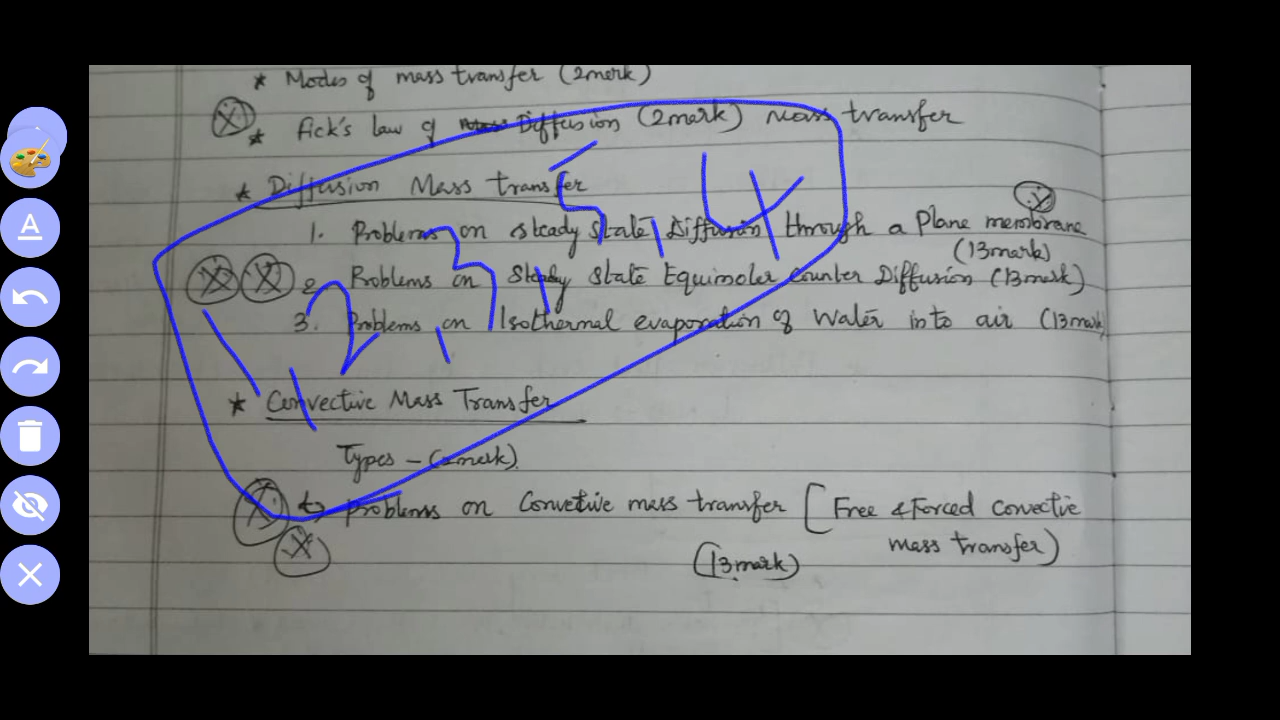 * Modes of mass transfer (2mark)
* Fick's law of Diffusion (2mark) Mass transfer
* Diffusion Mass transfer
1. Problems on steady state Diffusion through a Plane membrane
(13mark)
2 Problems on Steady state Equimoler counter Diffusion (13mark)
3. Problems on Isothermal evaporation of Water into air (13mark
1, 2, 3, 5, 4
* Convective Mass Transfer
Types - (2mark)
↳ problems on Convetive mass transfer [Free & Forced Convective
mass transfer)
(13mark)
A